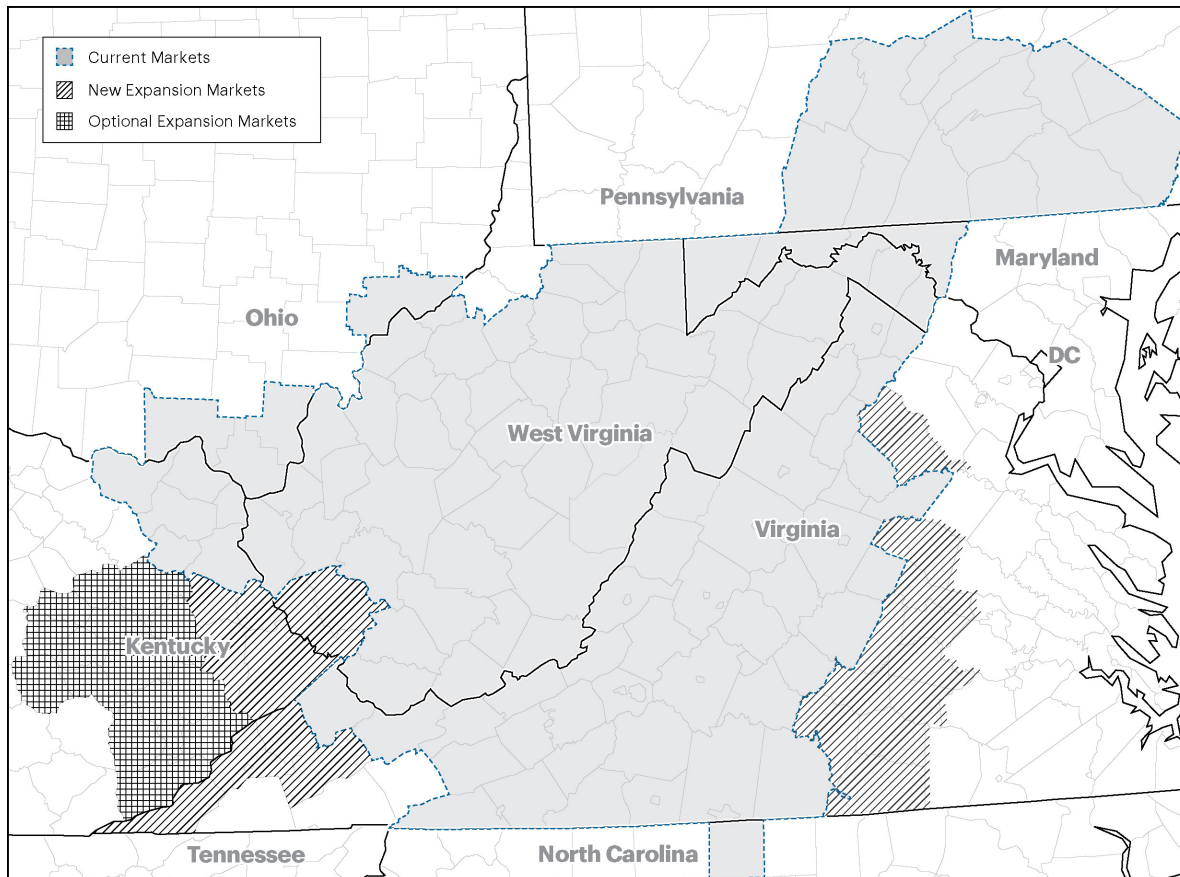 Current Markets
New Expansion Markets
Optional Expansion Markets
Pennsylvania
Maryland
Ohio
DC
West Virginia
Virginia
Kentucky
Tennessee
North Carolina